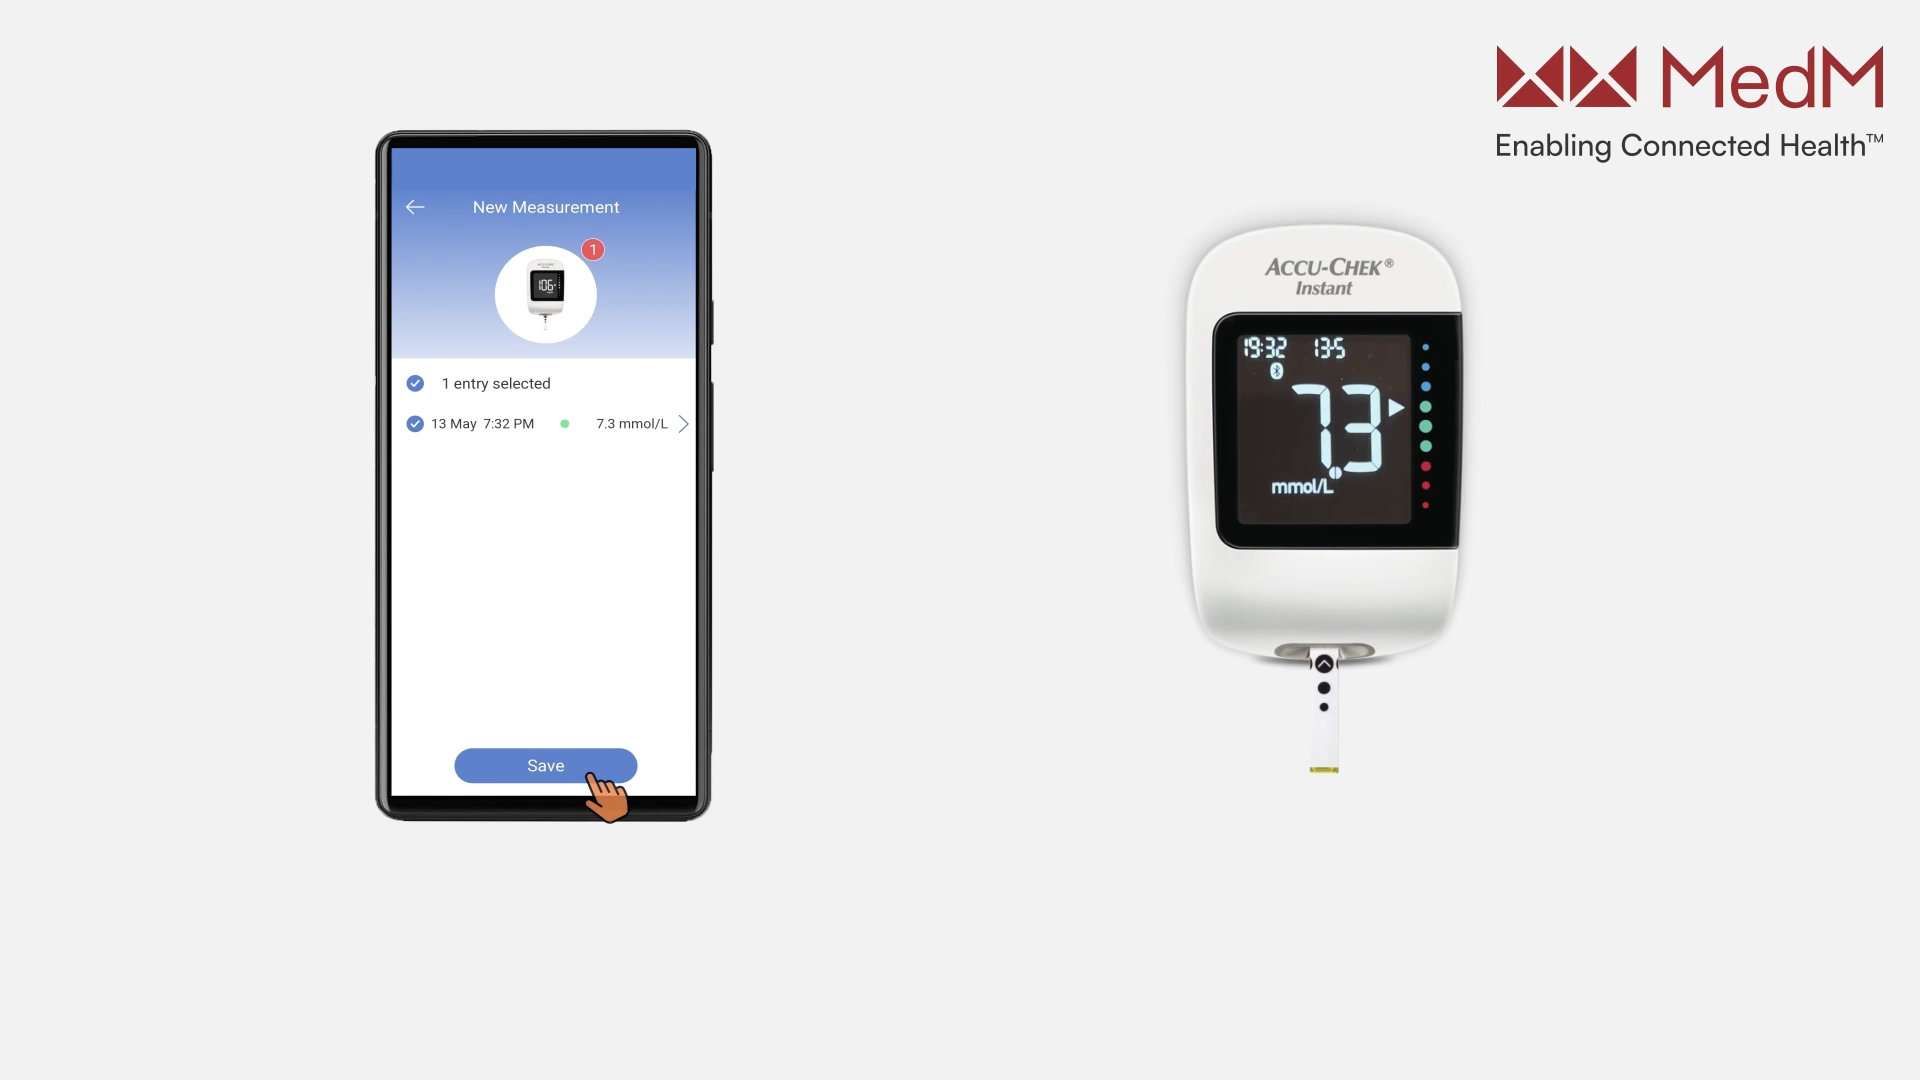 MedM
Enabling Connected Health™
New Measurement
1
106
1 entry selected
13 May 7:32 PM 7.3 mmol/L
Save
ACCU-CHEK®
Instant
19:32 13-5
7.3
mmol/L